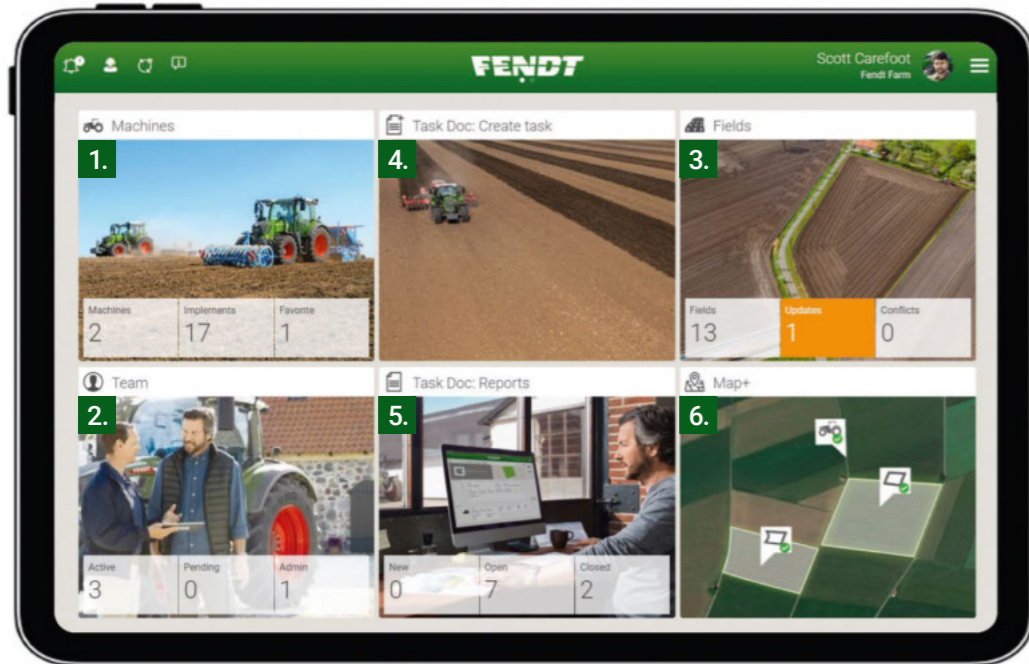 FENDT
Scott Carefoot
Fendt Farm
Machines
1.
Machines
2
Implements
17
Favorite
1
Task Doc: Create task
4.
Fields
3.
Fields
13
Updates
1
Conflicts
0
Team
2.
Active
3
Pending
0
Admin
1
Task Doc: Reports
5.
New
0
Open
7
Closed
2
Map+
6.